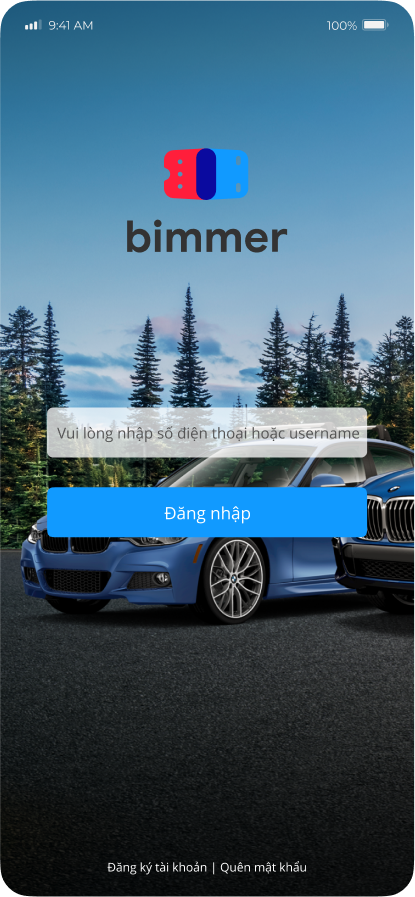 9:41 AM
100%
bimmer
Vui lòng nhập số điện thoại hoặc username
Đăng nhập
Đăng ký tài khoản | Quên mật khẩu